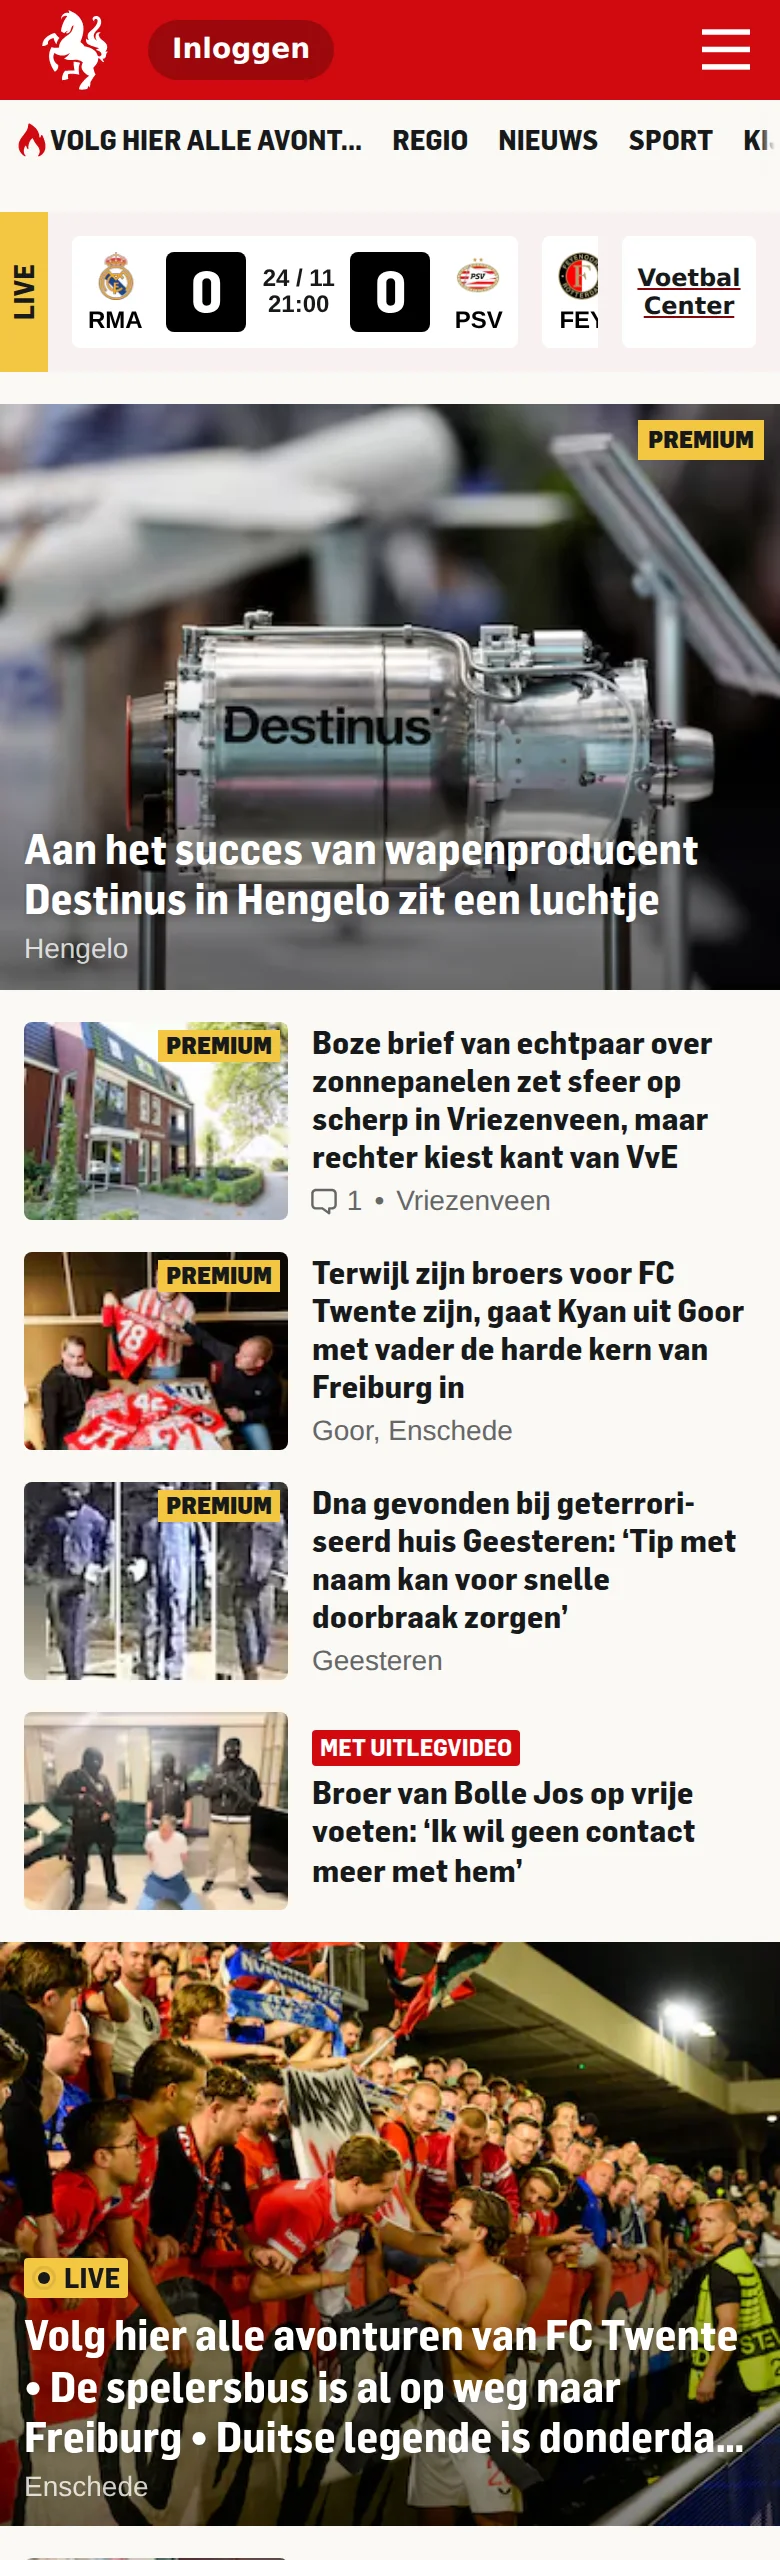 Inloggen
VOLG HIER ALLE AVONT... REGIO NIEUWS SPORT
LIVE
RMA 0 24 / 11 21:00 0 PSV
PSV
FEY
Voetbal
Center
PREMIUM
Destinus
Aan het succes van wapenproducent
Destinus in Hengelo zit een luchtje
Hengelo
PREMIUM
Boze brief van echtpaar over
zonnepanelen zet sfeer op
scherp in Vriezenveen, maar
rechter kiest kant van VvE
1 • Vriezenveen
PREMIUM
18
Terwijl zijn broers voor FC
Twente zijn, gaat Kyan uit Goor
met vader de harde kern van
Freiburg in
Goor, Enschede
PREMIUM
Dna gevonden bij geterrori-
seerd huis Geesteren: ‘Tip met
naam kan voor snelle
doorbraak zorgen’
Geesteren
MET UITLEGVIDEO
Broer van Bolle Jos op vrije
voeten: ‘Ik wil geen contact
meer met hem’
LIVE
Volg hier alle avonturen van FC Twente
• De spelersbus is al op weg naar
Freiburg • Duitse legende is donderda...
Enschede